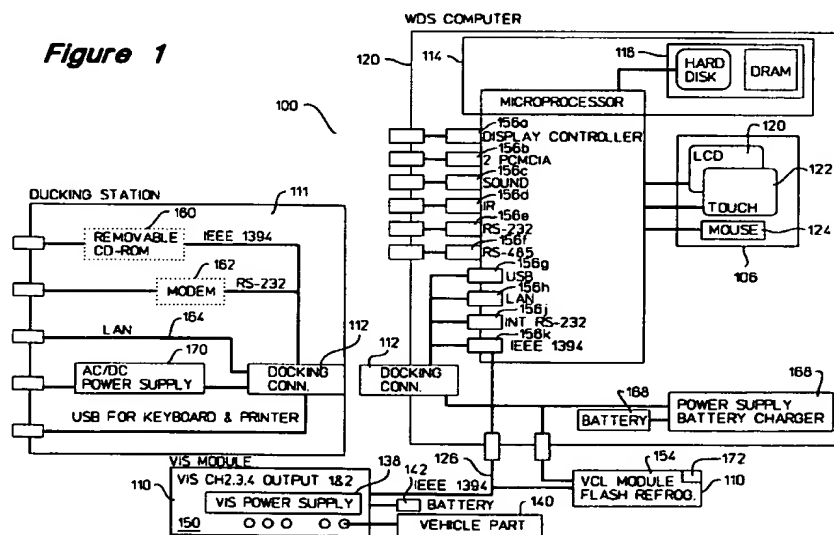 Figure 1
WDS COMPUTER
120
114
118
HARD
DISK
DRAM
MICROPROCESSOR
100
156a
DISPLAY CONTROLLER
156b
2 PCMCIA
156c
SOUND
156d
IR
156e
RS-232
156f
RS-485
156g
USB
156h
LAN
156j
INT RS-232
156k
IEEE 1394
120
LCD
122
TOUCH
MOUSE
124
106
DUCKING STATION
111
160
REMOVABLE
CD-ROM
IEEE 1394
162
MODEM
RS-232
LAN
164
170
AC/DC
POWER SUPPLY
112
DOCKING
CONN.
USB FOR KEYBOARD & PRINTER
112
DOCKING
CONN.
168
BATTERY
168
POWER SUPPLY
BATTERY CHARGER
126
154
172
VCL MODULE
FLASH REFROG.
110
VIS MODULE
110
VIS CH2.3.4 OUTPUT 1&2
138
142
IEEE 1394
VIS POWER SUPPLY
BATTERY
140
150
VEHICLE PART